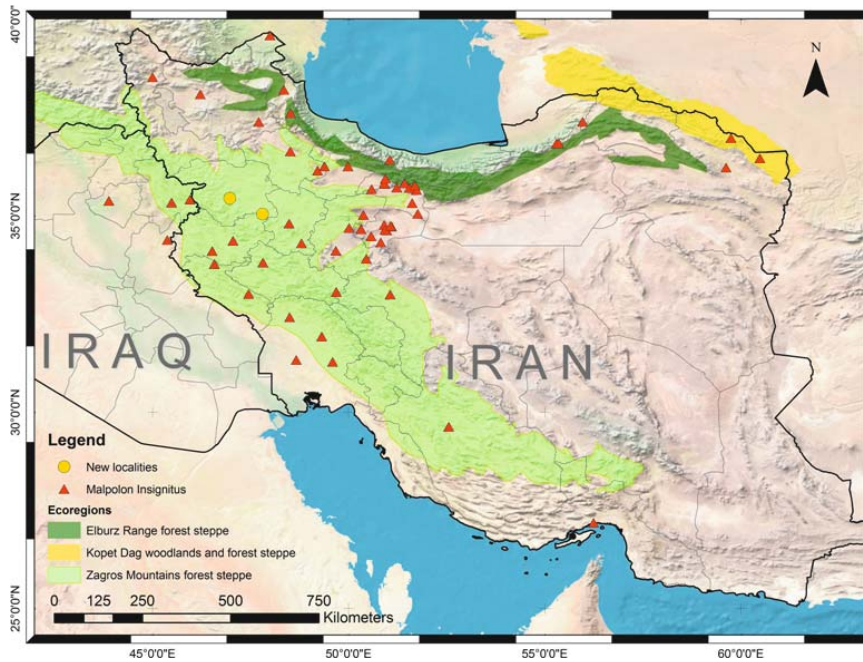 40°0'0"N
35°0'0"N
30°0'0"N
25°0'0"N
N
IRAQ
IRAN
Legend
New localities
Malpolon Insignitus
Ecoregions
Elburz Range forest steppe
Kopet Dag woodlands and forest steppe
Zagros Mountains forest steppe
0 125 250 500 750
Kilometers
45°0'0"E 50°0'0"E 55°0'0"E 60°0'0"E